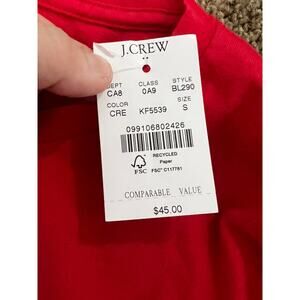 J.CREW
DEPT CLASS STYLE
CA8 0A9 BL290
COLOR SIZE
CRE KF5539 S
099106802426
RECYCLED
Paper
FSC FSC® C117781
COMPARABLE VALUE
$45.00